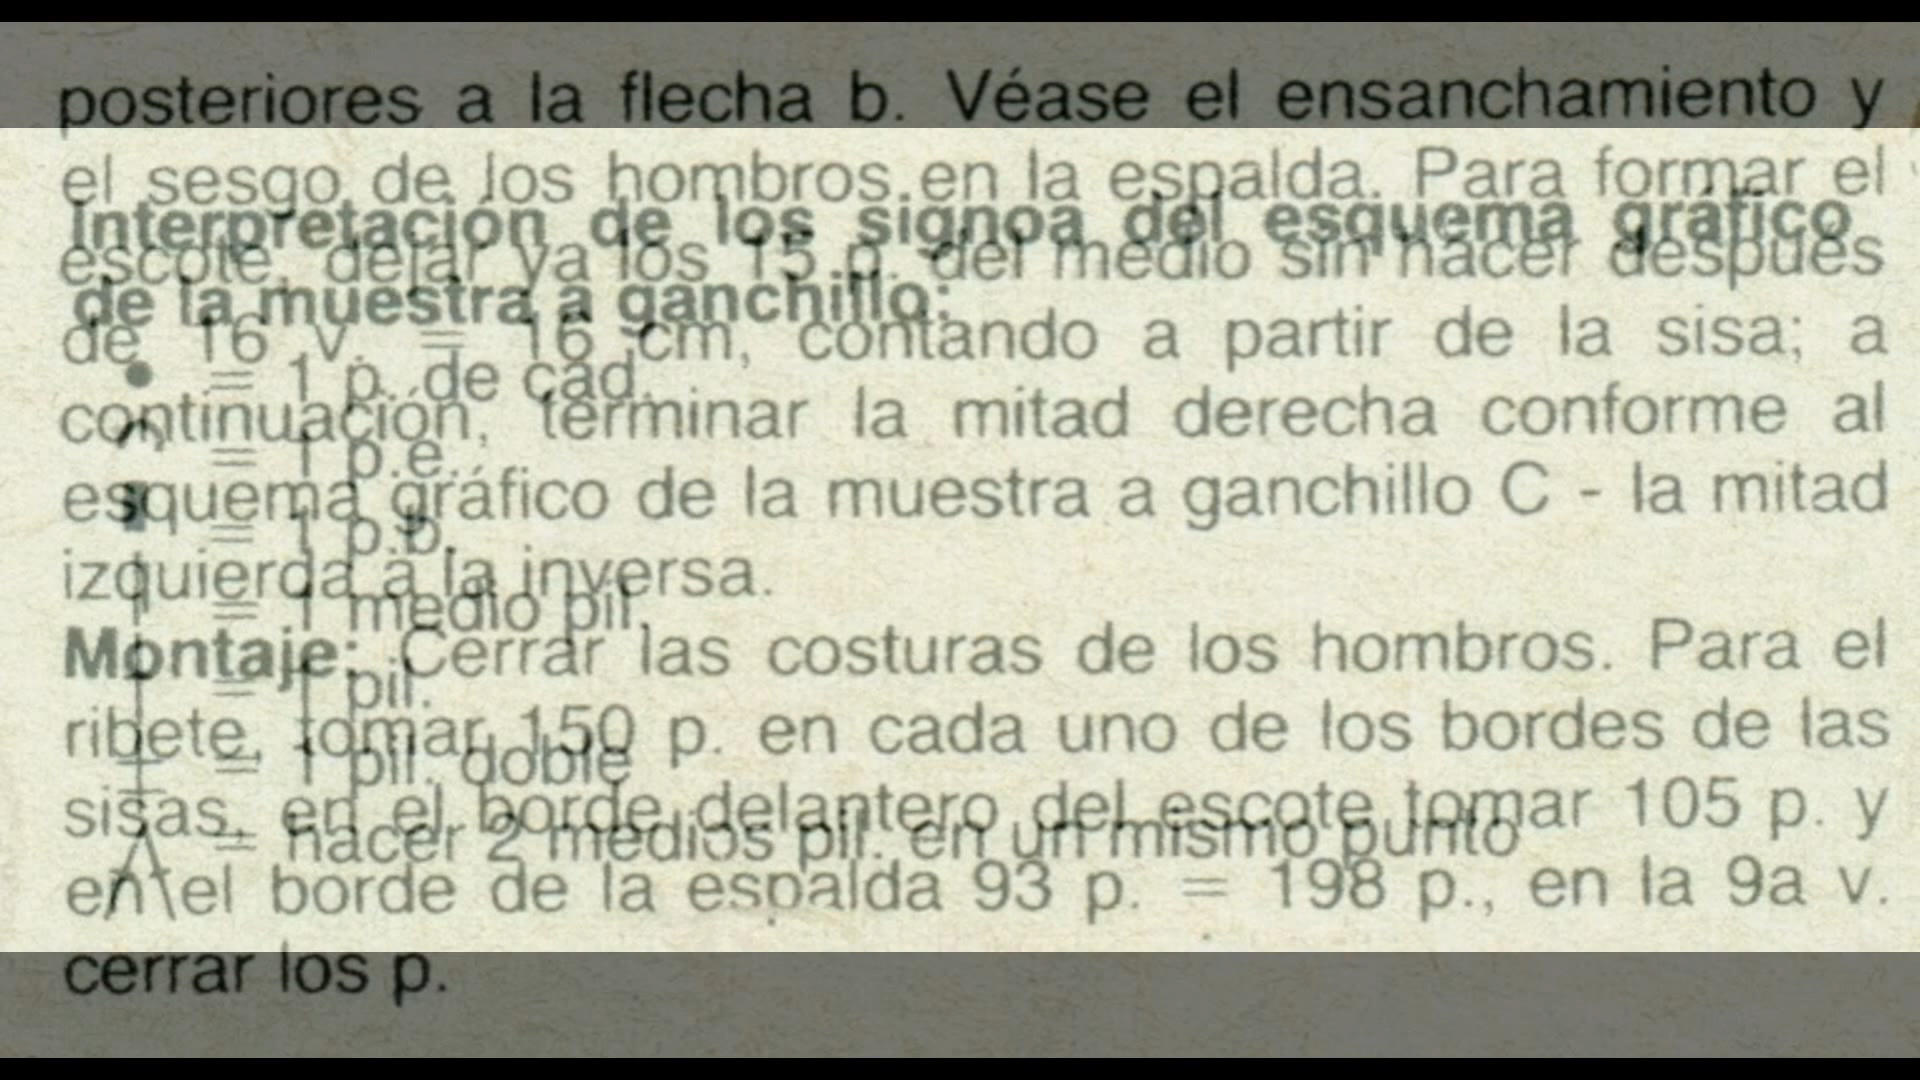 posteriores a la flecha b. Véase el ensanchamiento y
el sesgo de los hombros en la espalda. Para formar el
escote, dejar ya los 15 p. del medio sin hacer después
de 16 v. = 16 cm, contando a partir de la sisa; a
continuación, terminar la mitad derecha conforme al
esquema gráfico de la muestra a ganchillo C - la mitad
izquierda a la inversa.
Montaje: Cerrar las costuras de los hombros. Para el
ribete, tomar 150 p. en cada uno de los bordes de las
sisas, en el borde delantero del escote tomar 105 p. y
en el borde de la espalda 93 p. = 198 p., en la 9a v.
cerrar los p.
Interpretación de los signoa del esquema gráfico
de la muestra a ganchillo:
• = 1 p. de cad.
= 1 p.e.
= 1 p.b.
= 1 medio pil.
= 1 pil.
= 1 pil. doble
= hacer 2 medios pil. en un mismo punto